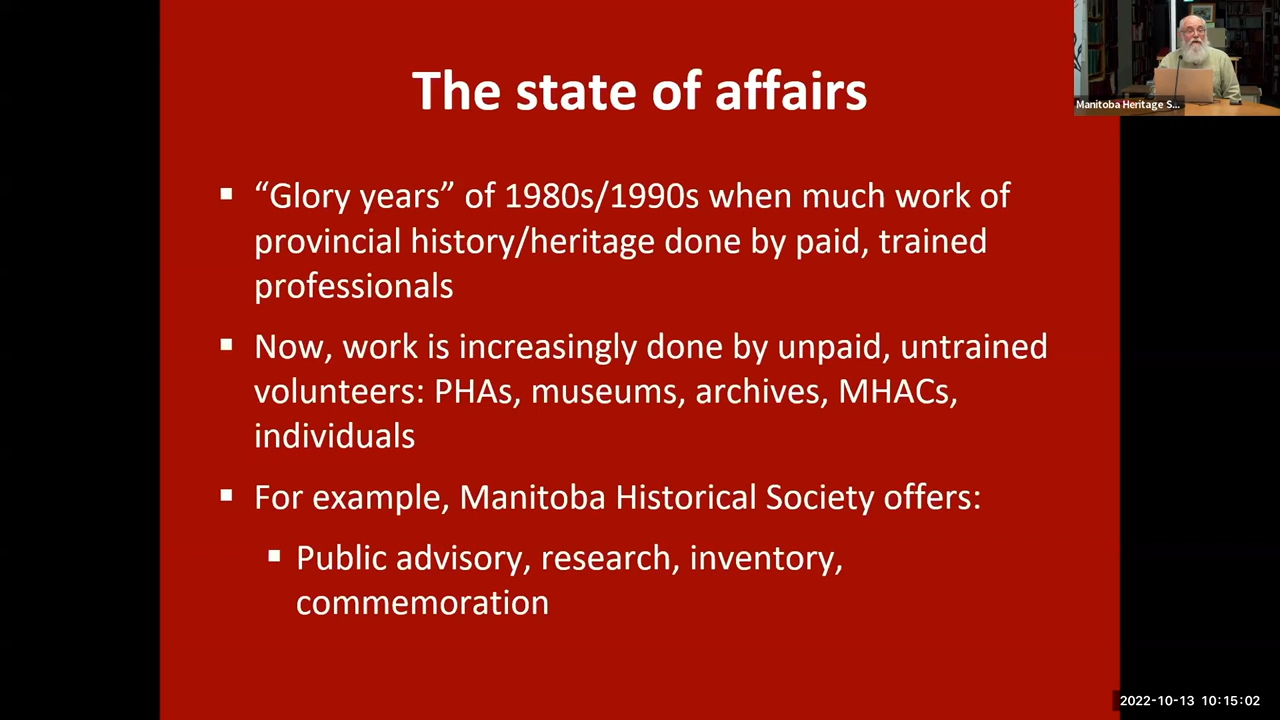 The state of affairs
Manitoba Heritage S...
▪ “Glory years” of 1980s/1990s when much work of
provincial history/heritage done by paid, trained
professionals
▪ Now, work is increasingly done by unpaid, untrained
volunteers: PHAs, museums, archives, MHACs,
individuals
▪ For example, Manitoba Historical Society offers:
▪ Public advisory, research, inventory,
commemoration
2022-10-13 10:15:02